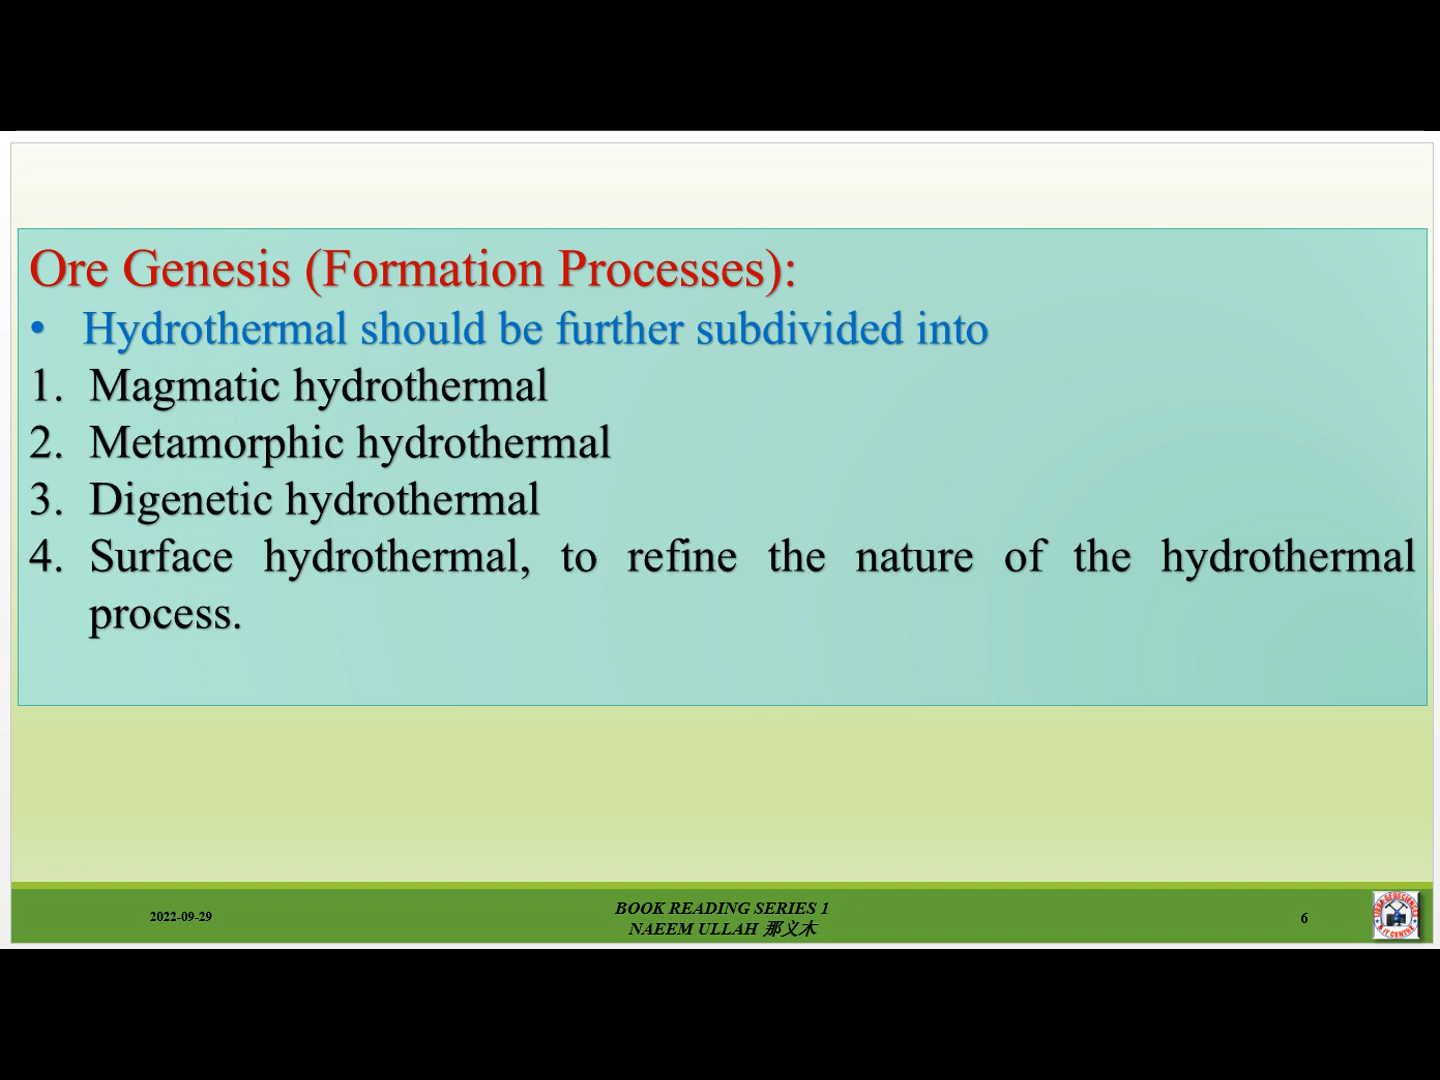 Ore Genesis (Formation Processes):
• Hydrothermal should be further subdivided into
1. Magmatic hydrothermal
2. Metamorphic hydrothermal
3. Digenetic hydrothermal
4. Surface hydrothermal, to refine the nature of the hydrothermal
process.
2022-09-29
BOOK READING SERIES 1
NAEEM ULLAH 那义木
6
& IT CENTRE